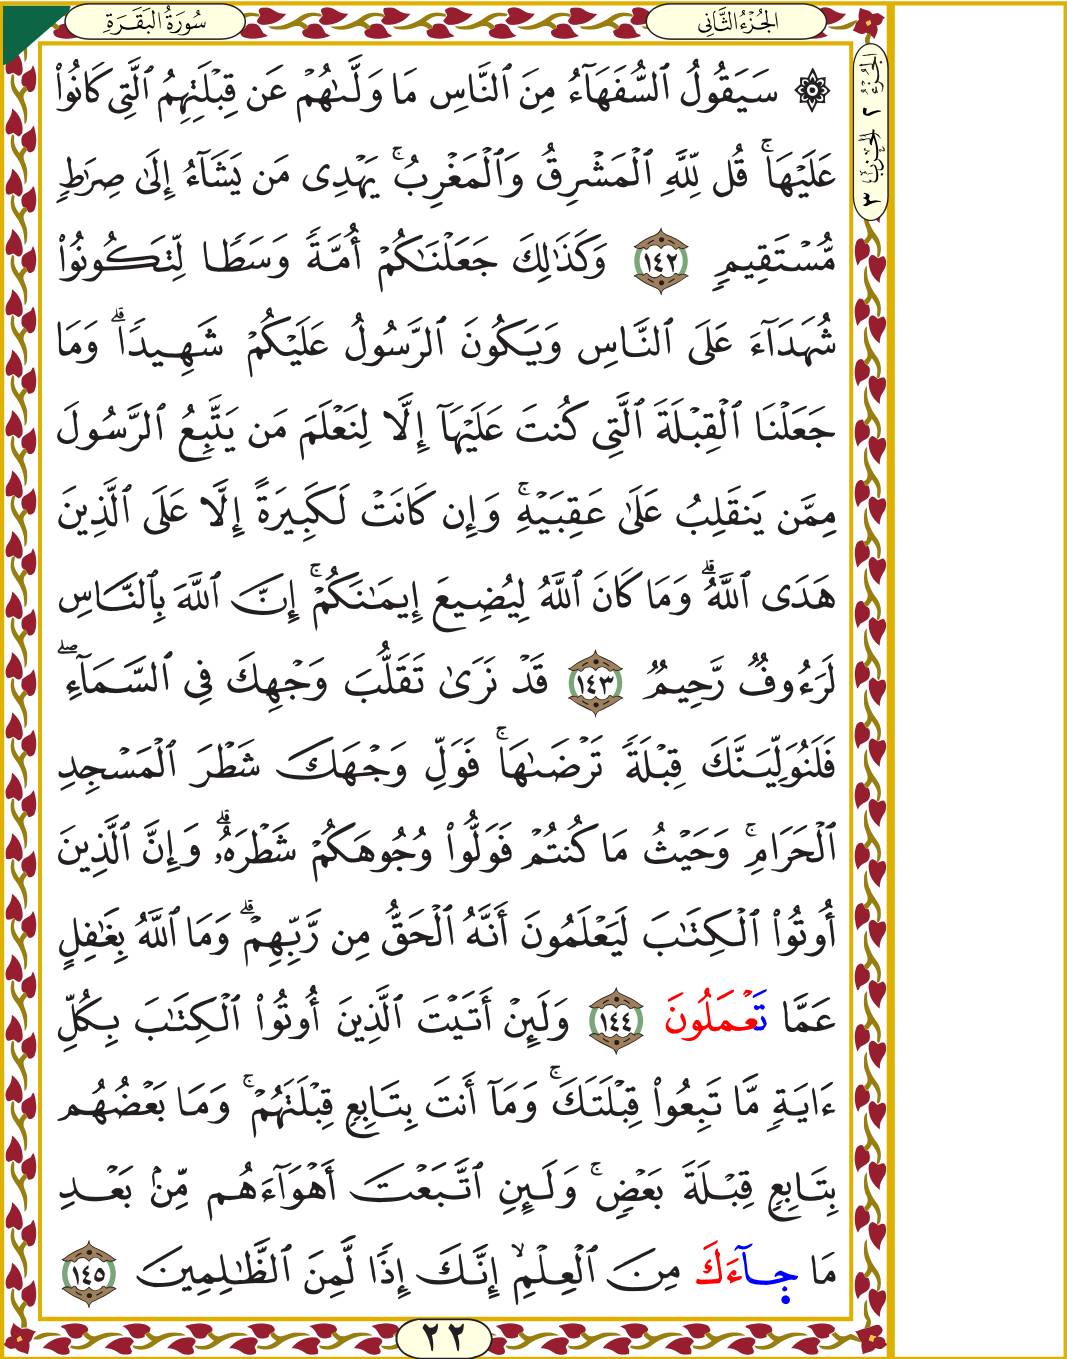 الجُزْءُ الثَّانِي
سُورَةُ البَقَرَةِ
الجُزْءُ ٢ الحِزْبُ ٣
۞ سَيَقُولُ ٱلسُّفَهَآءُ مِنَ ٱلنَّاسِ مَا وَلَّىٰهُمْ عَن قِبْلَتِهِمُ ٱلَّتِى كَانُوا۟
عَلَيْهَا ۚ قُل لِّلَّهِ ٱلْمَشْرِقُ وَٱلْمَغْرِبُ ۚ يَهْدِى مَن يَشَآءُ إِلَىٰ صِرَٰطٍ
مُّسْتَقِيمٍ ١٤٢ وَكَذَٰلِكَ جَعَلْنَٰكُمْ أُمَّةً وَسَطًا لِّتَكُونُوا۟
شُهَدَآءَ عَلَى ٱلنَّاسِ وَيَكُونَ ٱلرَّسُولُ عَلَيْكُمْ شَهِيدًا ۗ وَمَا
جَعَلْنَا ٱلْقِبْلَةَ ٱلَّتِى كُنتَ عَلَيْهَآ إِلَّا لِنَعْلَمَ مَن يَتَّبِعُ ٱلرَّسُولَ
مِمَّن يَنقَلِبُ عَلَىٰ عَقِبَيْهِ ۚ وَإِن كَانَتْ لَكَبِيرَةً إِلَّا عَلَى ٱلَّذِينَ
هَدَى ٱللَّهُ ۗ وَمَا كَانَ ٱللَّهُ لِيُضِيعَ إِيمَٰنَكُمْ ۚ إِنَّ ٱللَّهَ بِٱلنَّاسِ
لَرَءُوفٌ رَّحِيمٌ ١٤٣ قَدْ نَرَىٰ تَقَلُّبَ وَجْهِكَ فِى ٱلسَّمَآءِ ۖ
فَلَنُوَلِّيَنَّكَ قِبْلَةً تَرْضَىٰهَا ۚ فَوَلِّ وَجْهَكَ شَطْرَ ٱلْمَسْجِدِ
ٱلْحَرَامِ ۚ وَحَيْثُ مَا كُنتُمْ فَوَلُّوا۟ وُجُوهَكُمْ شَطْرَهُۥ ۗ وَإِنَّ ٱلَّذِينَ
أُوتُوا۟ ٱلْكِتَٰبَ لَيَعْلَمُونَ أَنَّهُ ٱلْحَقُّ مِن رَّبِّهِمْ ۗ وَمَا ٱللَّهُ بِغَٰفِلٍ
عَمَّا تَعْمَلُونَ ١٤٤ وَلَئِنْ أَتَيْتَ ٱلَّذِينَ أُوتُوا۟ ٱلْكِتَٰبَ بِكُلِّ
ءَايَةٍ مَّا تَبِعُوا۟ قِبْلَتَكَ ۚ وَمَآ أَنتَ بِتَابِعٍ قِبْلَتَهُمْ ۚ وَمَا بَعْضُهُم
بِتَابِعٍ قِبْلَةَ بَعْضٍ ۚ وَلَئِنِ ٱتَّبَعْتَ أَهْوَآءَهُم مِّنۢ بَعْدِ
مَا جَآءَكَ مِنَ ٱلْعِلْمِ ۙ إِنَّكَ إِذًا لَّمِنَ ٱلظَّٰلِمِينَ ١٤٥
٢٢